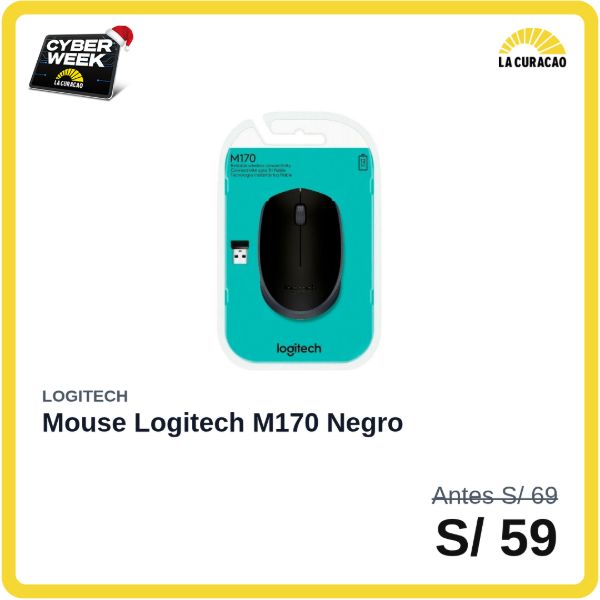 CYBER
WEEK
LA CURACAO
LA CURACAO
M170
logitech
LOGITECH
Mouse Logitech M170 Negro
Antes S/ 69
S/ 59